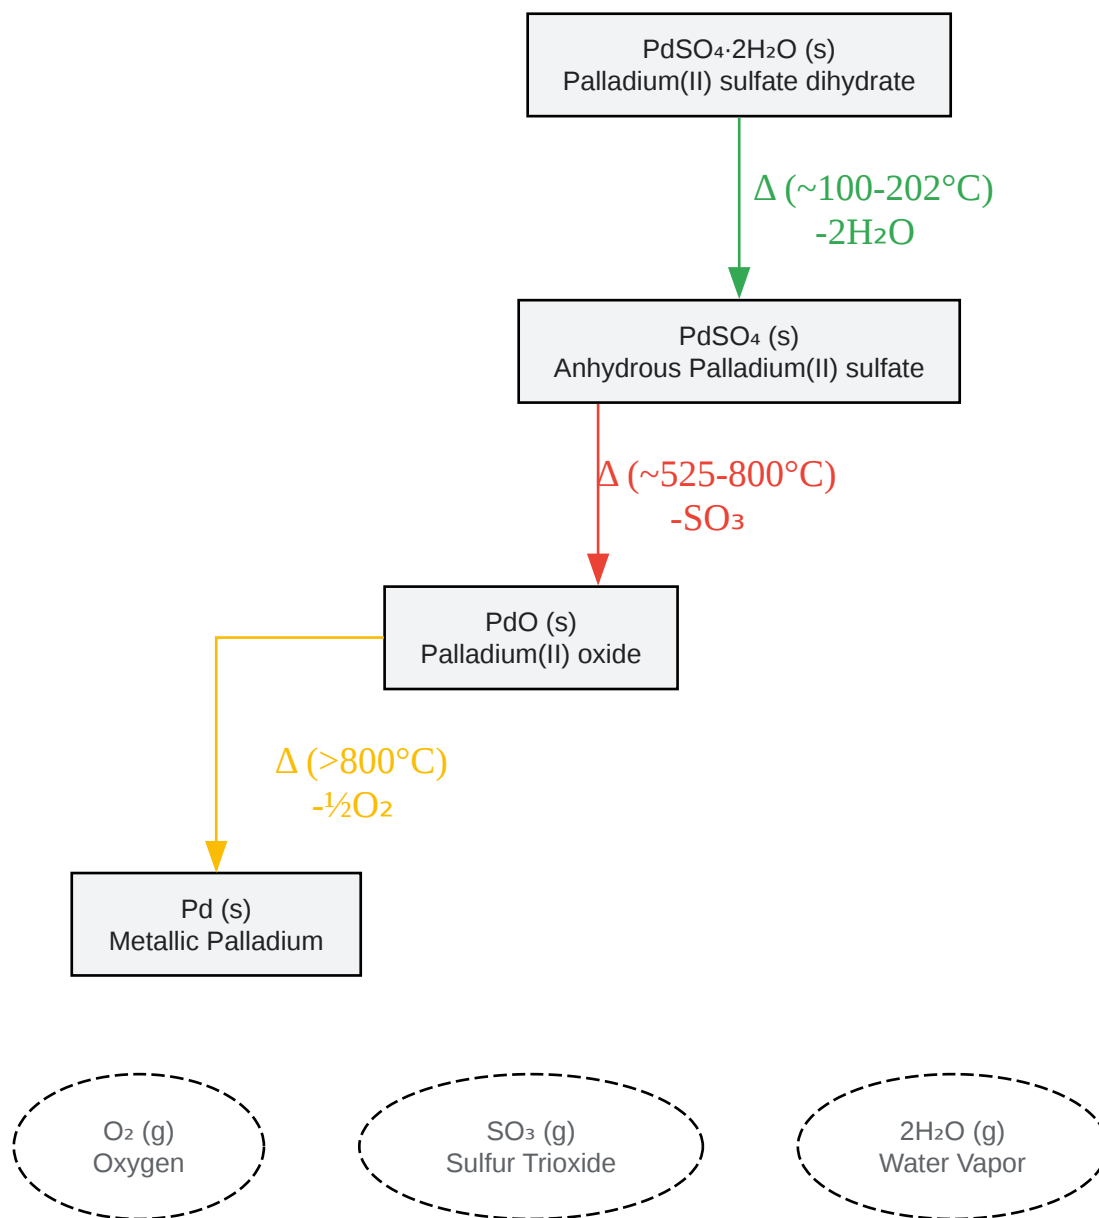 PdSO₄·2H₂O (s)
Palladium(II) sulfate dihydrate
Δ (~100-202°C)
-2H₂O
PdSO₄ (s)
Anhydrous Palladium(II) sulfate
Δ (~525-800°C)
-SO₃
PdO (s)
Palladium(II) oxide
Δ (>800°C)
-½O₂
Pd (s)
Metallic Palladium
O₂ (g)
Oxygen
SO₃ (g)
Sulfur Trioxide
2H₂O (g)
Water Vapor